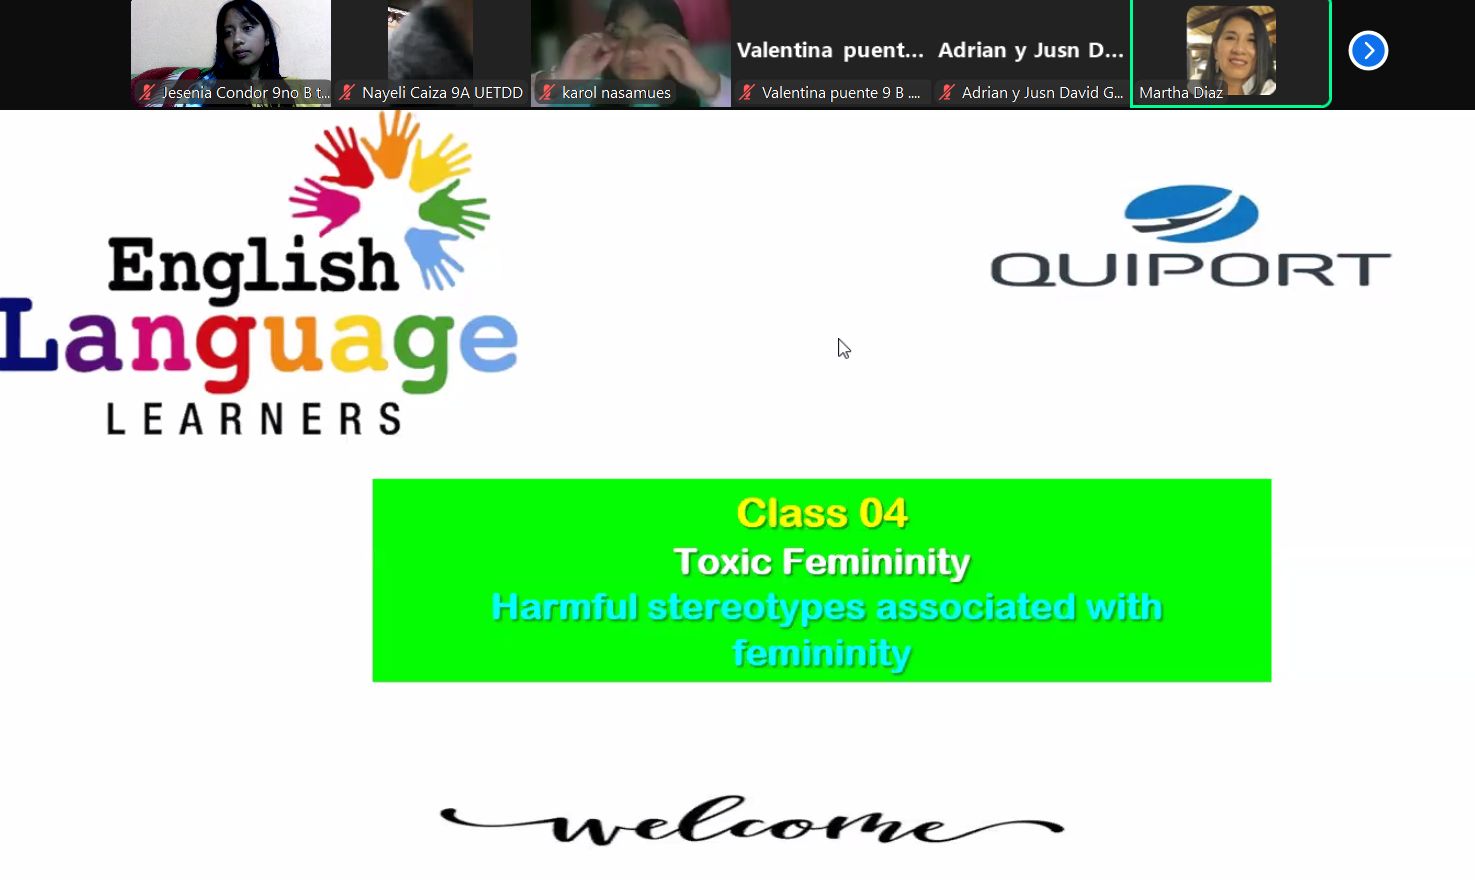 Valentina puent...
Adrian y Jusn D...
Jesenia Condor 9no B t...
Nayeli Caiza 9A UETDD
karol nasamues
Valentina puente 9 B ....
Adrian y Jusn David G...
Martha Diaz
English
Language
LEARNERS
QUIPORT
Class 04
Toxic Femininity
Harmful stereotypes associated with
femininity
welcome